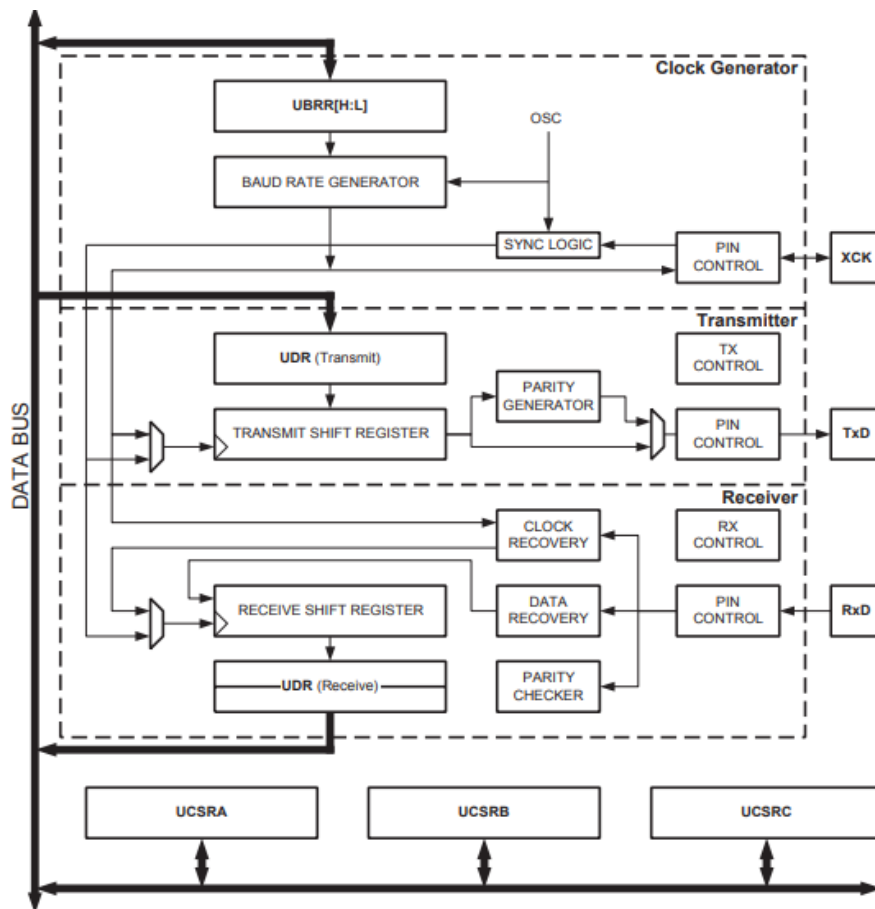 Clock Generator
UBRR[H:L]
OSC
BAUD RATE GENERATOR
SYNC LOGIC
PIN
CONTROL
XCK
Transmitter
TX
CONTROL
UDR (Transmit)
PARITY
GENERATOR
TRANSMIT SHIFT REGISTER
PIN
CONTROL
TxD
DATA BUS
Receiver
CLOCK
RECOVERY
RX
CONTROL
RECEIVE SHIFT REGISTER
DATA
RECOVERY
PIN
CONTROL
RxD
UDR (Receive)
PARITY
CHECKER
UCSRA
UCSRB
UCSRC